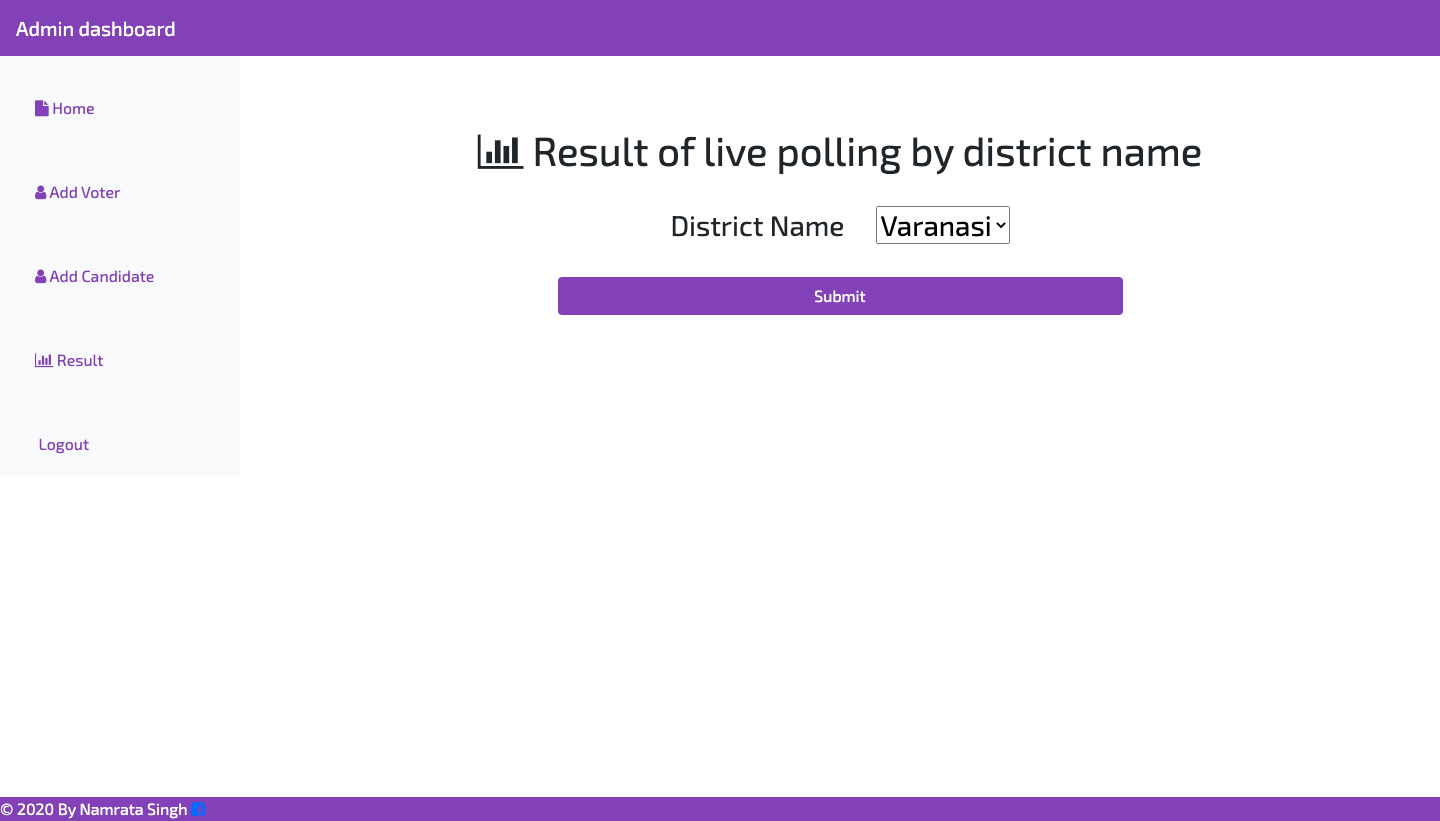 Admin dashboard
Home
Add Voter
Add Candidate
Result
Logout
Result of live polling by district name
District Name Varanasi
Submit
© 2020 By Namrata Singh